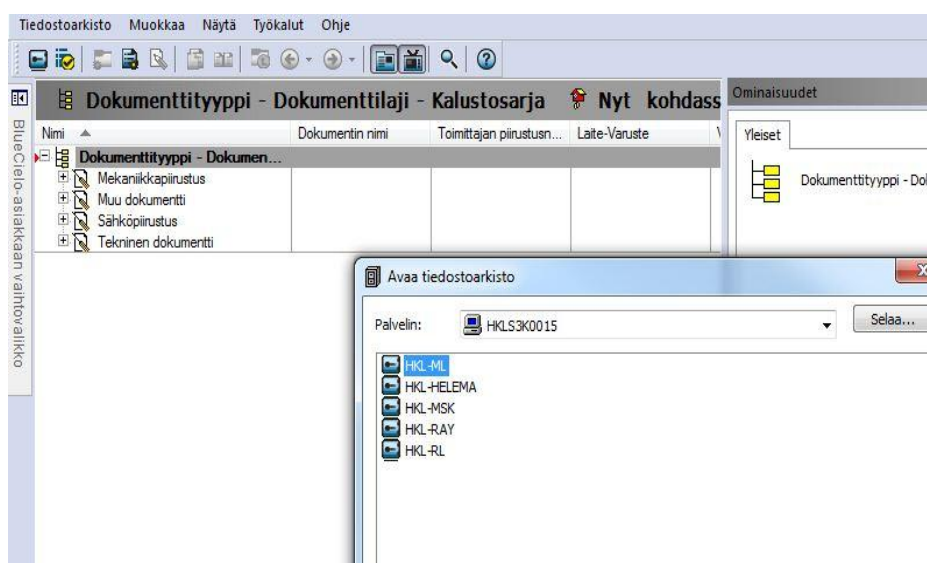 Tiedostoarkisto Muokkaa Näytä Työkalut Ohje
Dokumenttityyppi - Dokumenttilaji - Kalustosarja Nyt kohdass
Nimi Dokumentin nimi Toimittajan piirustusn... Laite-Varuste
Dokumenttityyppi - Dokumen...
Mekaniikkapiirustus
Muu dokumentti
Sähköpiirustus
Tekninen dokumentti
BlueCielo-asiakkaan vaihtovalikko
Ominaisuudet
Yleiset
Dokumenttityyppi - Dol
Avaa tiedostoarkisto
Palvelin: HKLS3K0015 Selaa...
HKL-ML
HKL-HELEMA
HKL-MSK
HKL-RAY
HKL-RL